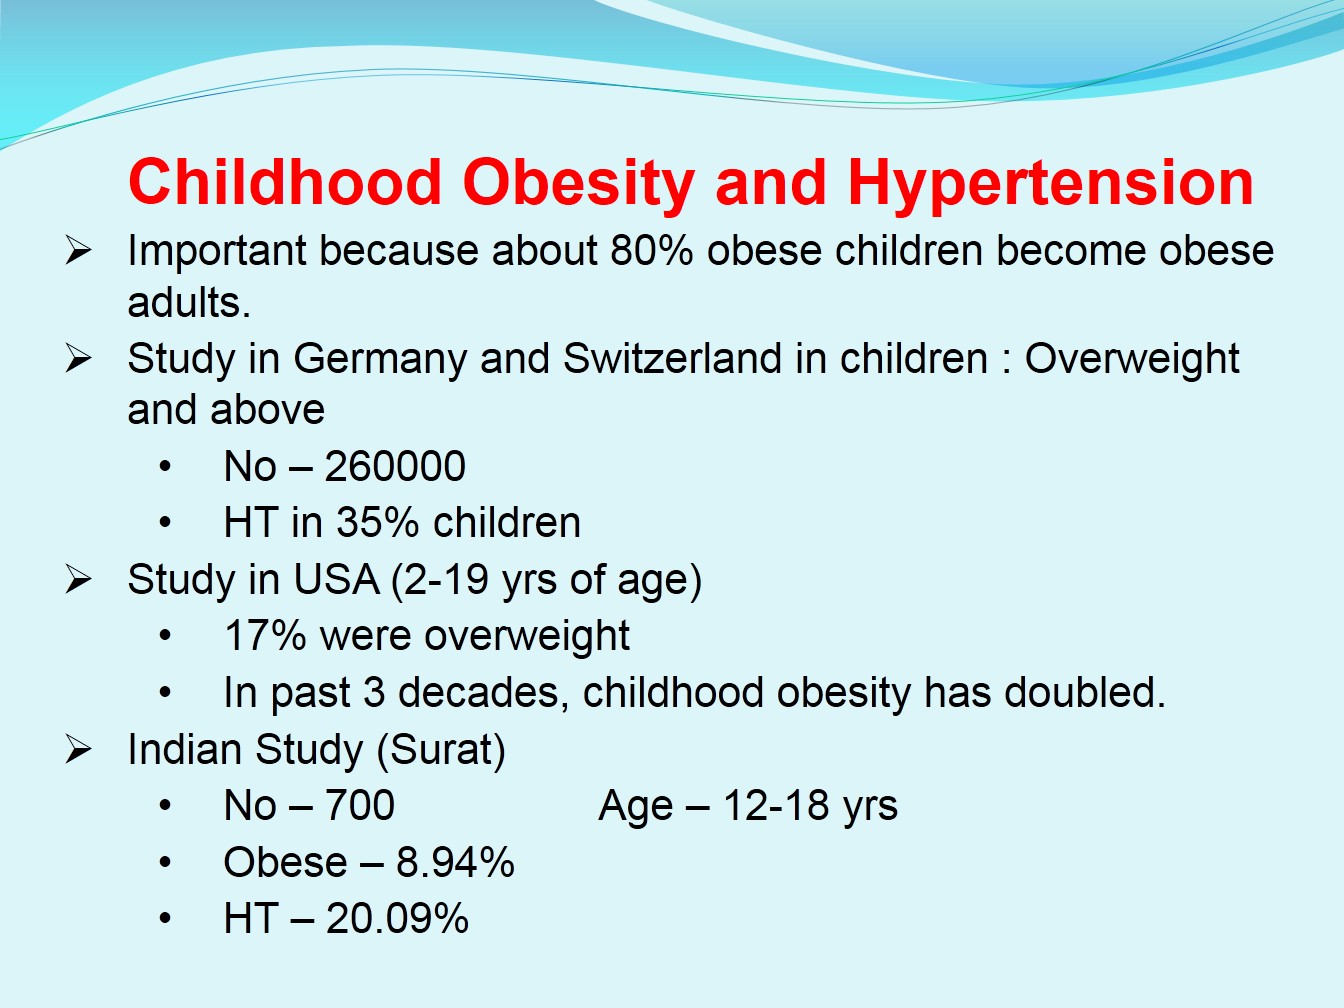 Childhood Obesity and Hypertension
➢ Important because about 80% obese children become obese
adults.
➢ Study in Germany and Switzerland in children : Overweight
and above
• No – 260000
• HT in 35% children
➢ Study in USA (2-19 yrs of age)
• 17% were overweight
• In past 3 decades, childhood obesity has doubled.
➢ Indian Study (Surat)
• No – 700 Age – 12-18 yrs
• Obese – 8.94%
• HT – 20.09%